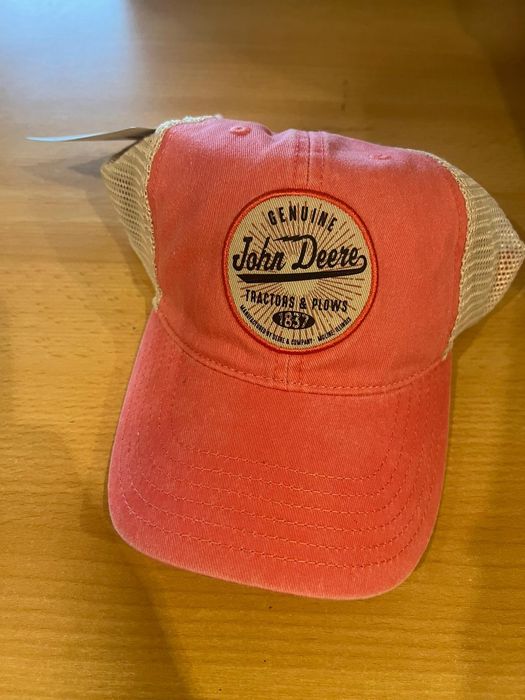 GENUINE
John Deere
TRACTORS & PLOWS
1837
MANUFACTURED BY DEERE & COMPANY - MOLINE, ILLINOIS